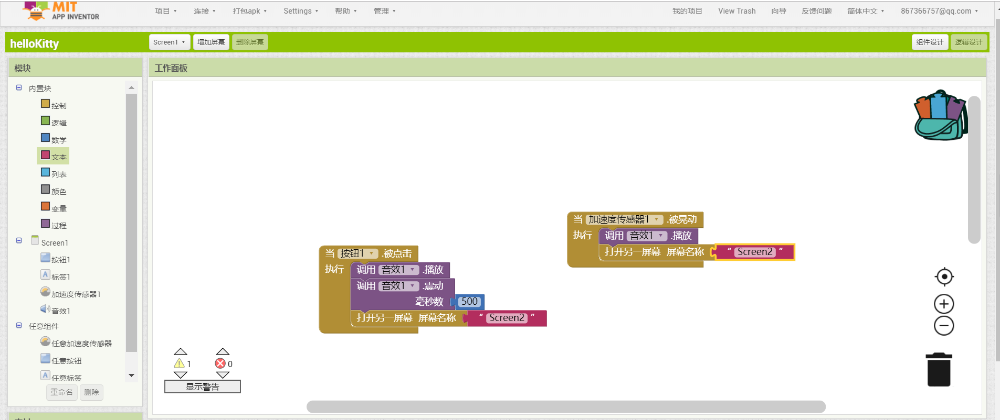 MIT
APP INVENTOR
项目 连接 打包apk Settings 帮助 管理 我的项目 View Trash 向导 反馈问题 简体中文 867366757@qq.com
helloKitty Screen1 增加屏幕 删除屏幕 组件设计 逻辑设计
模块
工作面板
内置块
控制
逻辑
数学
文本
列表
颜色
变量
过程
Screen1
按钮1
标签1
加速度传感器1
音效1
任意组件
任意加速度传感器
任意按钮
任意标签
重命名 删除
当 按钮1 .被点击
执行 调用 音效1 .播放
调用 音效1 .震动
毫秒数 500
打开另一屏幕 屏幕名称 “ Screen2 ”
当 加速度传感器1 .被晃动
执行 调用 音效1 .播放
打开另一屏幕 屏幕名称 “ Screen2 ”
1 0
显示警告